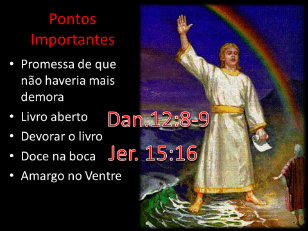 Pontos
Importantes
• Promessa de que
não haveria mais
demora
• Livro aberto
• Devorar o livro
• Doce na boca
• Amargo no Ventre
Dan.12:8-9
Jer. 15:16